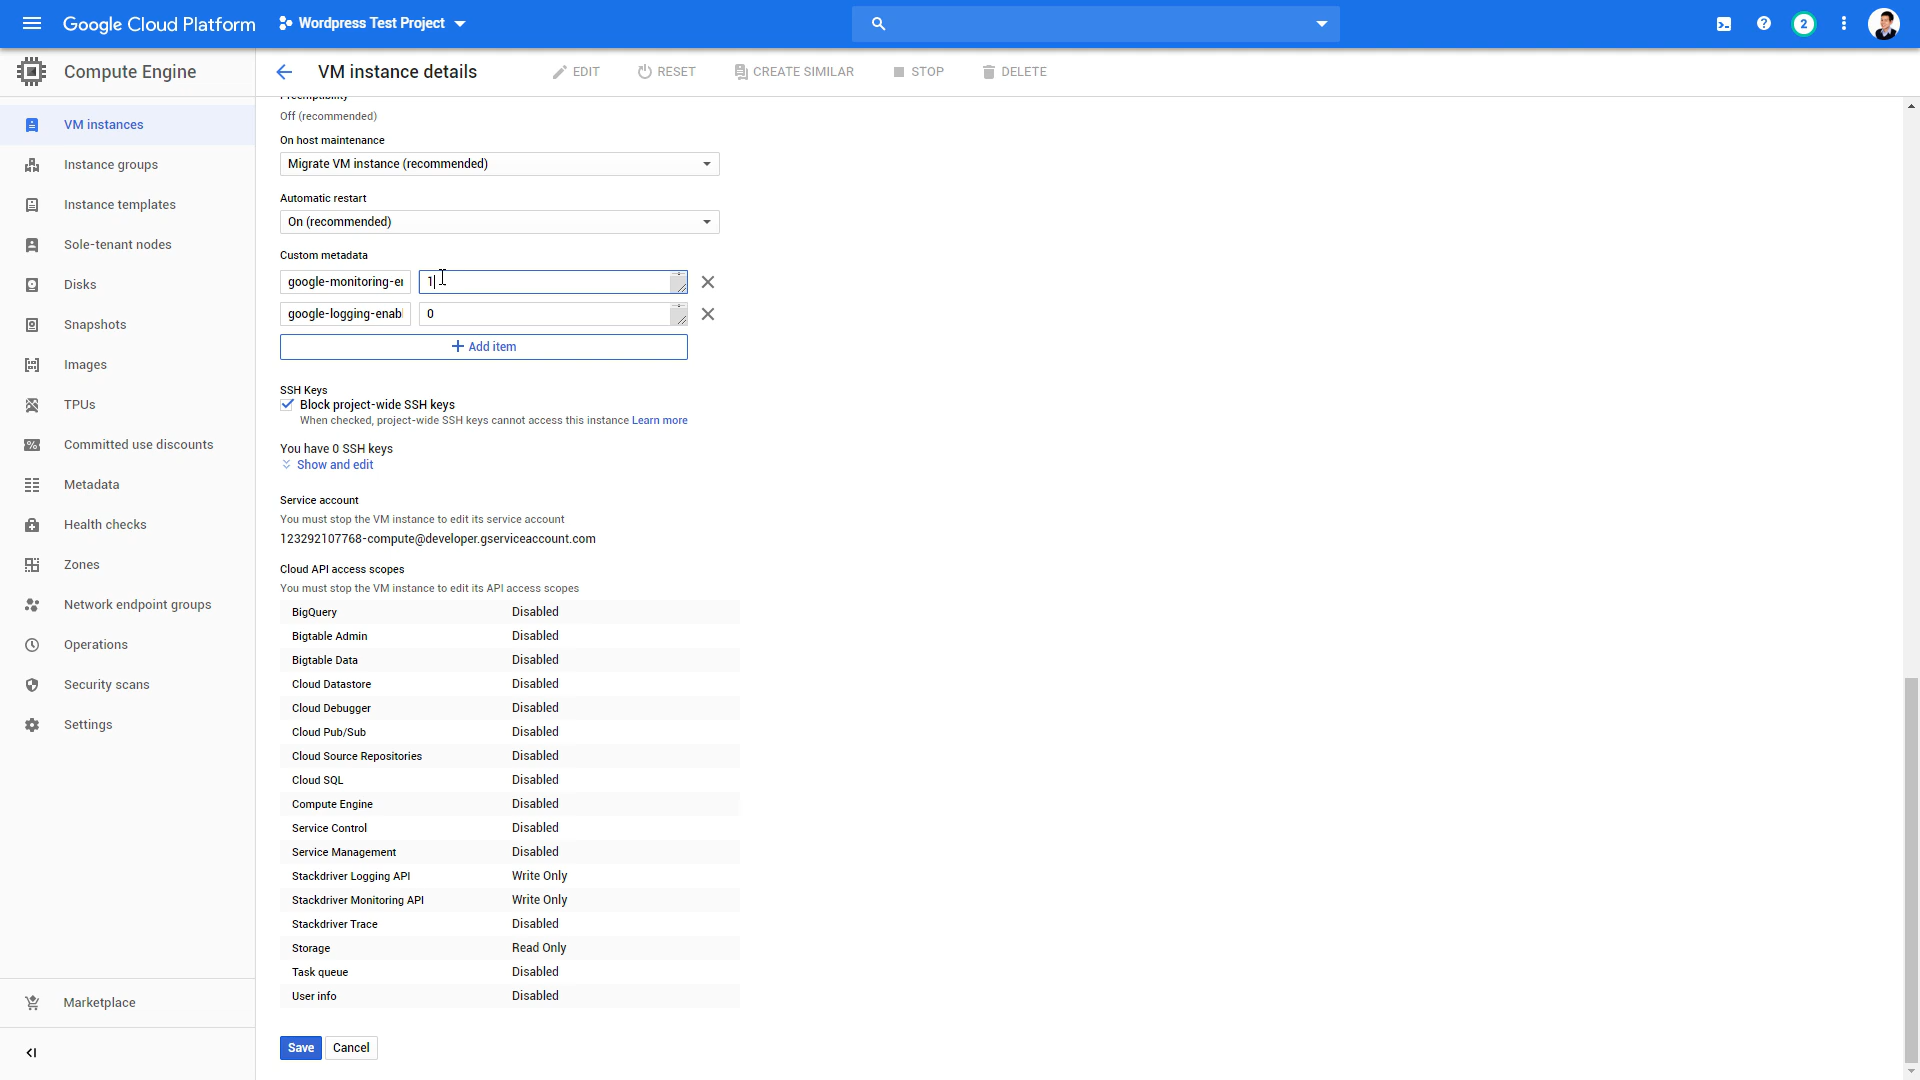 Google Cloud Platform
Wordpress Test Project
2
Compute Engine
VM instance details
EDIT
RESET
CREATE SIMILAR
STOP
DELETE
VM instances
Instance groups
Instance templates
Sole-tenant nodes
Disks
Snapshots
Images
TPUs
Committed use discounts
Metadata
Health checks
Zones
Network endpoint groups
Operations
Security scans
Settings
Marketplace
Preemptibility
Off (recommended)
On host maintenance
Migrate VM instance (recommended)
Automatic restart
On (recommended)
Custom metadata
google-monitoring-en 1
google-logging-enabl 0
Add item
SSH Keys
Block project-wide SSH keys
When checked, project-wide SSH keys cannot access this instance Learn more
You have 0 SSH keys
Show and edit
Service account
You must stop the VM instance to edit its service account
123292107768-compute@developer.gserviceaccount.com
Cloud API access scopes
You must stop the VM instance to edit its API access scopes
BigQuery Disabled
Bigtable Admin Disabled
Bigtable Data Disabled
Cloud Datastore Disabled
Cloud Debugger Disabled
Cloud Pub/Sub Disabled
Cloud Source Repositories Disabled
Cloud SQL Disabled
Compute Engine Disabled
Service Control Disabled
Service Management Disabled
Stackdriver Logging API Write Only
Stackdriver Monitoring API Write Only
Stackdriver Trace Disabled
Storage Read Only
Task queue Disabled
User info Disabled
Save
Cancel